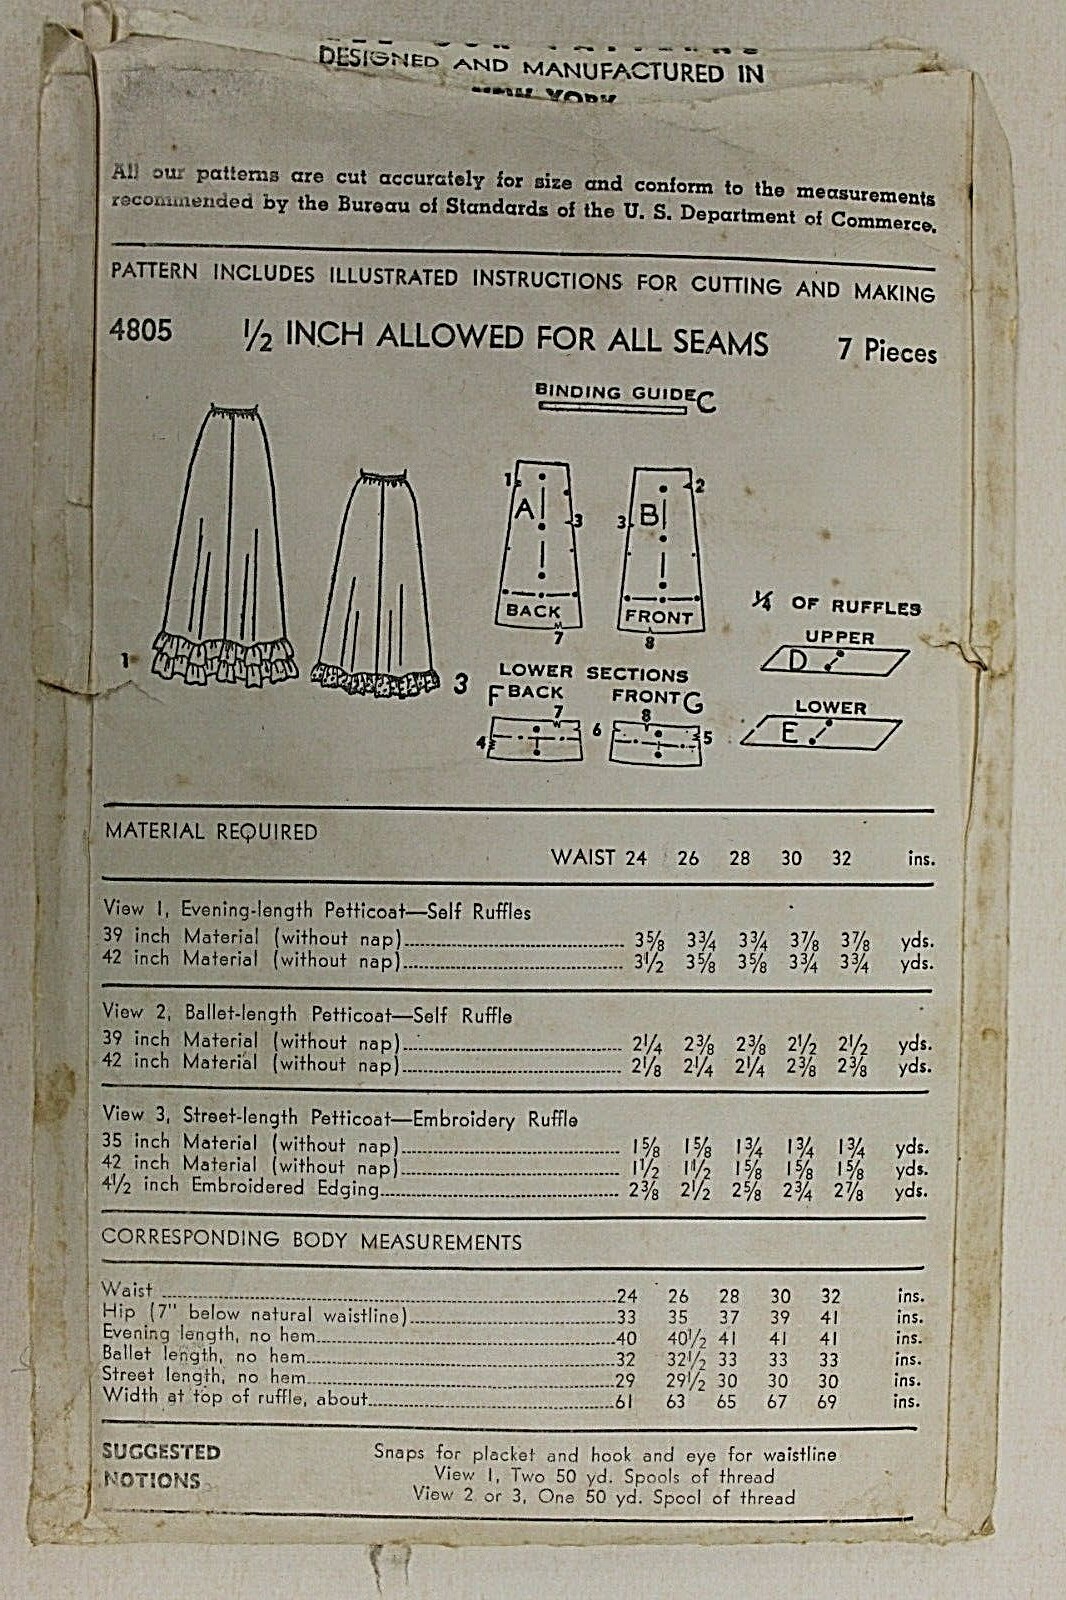 DESIGNED AND MANUFACTURED IN
NEW YORK
All our patterns are cut accurately for size and conform to the measurements
recommended by the Bureau of Standards of the U. S. Department of Commerce.
PATTERN INCLUDES ILLUSTRATED INSTRUCTIONS FOR CUTTING AND MAKING
4805 1/2 INCH ALLOWED FOR ALL SEAMS 7 Pieces
BINDING GUIDE C
1 A 3 3 B 2
BACK FRONT
7 8
1/4 OF RUFFLES
UPPER
D
LOWER
E
1 3
LOWER SECTIONS
F BACK FRONT G
7 8
4 6 5
MATERIAL REQUIRED
WAIST 24 26 28 30 32 ins.
View 1, Evening-length Petticoat—Self Ruffles
39 inch Material (without nap) 3 5/8 3 3/4 3 3/4 3 7/8 3 7/8 yds.
42 inch Material (without nap) 3 1/2 3 5/8 3 5/8 3 3/4 3 3/4 yds.
View 2, Ballet-length Petticoat—Self Ruffle
39 inch Material (without nap) 2 1/4 2 3/8 2 3/8 2 1/2 2 1/2 yds.
42 inch Material (without nap) 2 1/8 2 1/4 2 1/4 2 3/8 2 3/8 yds.
View 3, Street-length Petticoat—Embroidery Ruffle
35 inch Material (without nap) 1 5/8 1 5/8 1 3/4 1 3/4 1 3/4 yds.
42 inch Material (without nap) 1 1/2 1 1/2 1 5/8 1 5/8 1 5/8 yds.
4 1/2 inch Embroidered Edging 2 3/8 2 1/2 2 5/8 2 3/4 2 7/8 yds.
CORRESPONDING BODY MEASUREMENTS
Waist 24 26 28 30 32 ins.
Hip (7" below natural waistline) 33 35 37 39 41 ins.
Evening length, no hem 40 40 1/2 41 41 41 ins.
Ballet length, no hem 32 32 1/2 33 33 33 ins.
Street length, no hem 29 29 1/2 30 30 30 ins.
Width at top of ruffle, about 61 63 65 67 69 ins.
SUGGESTED NOTIONS
Snaps for placket and hook and eye for waistline
View 1, Two 50 yd. Spools of thread
View 2 or 3, One 50 yd. Spool of thread